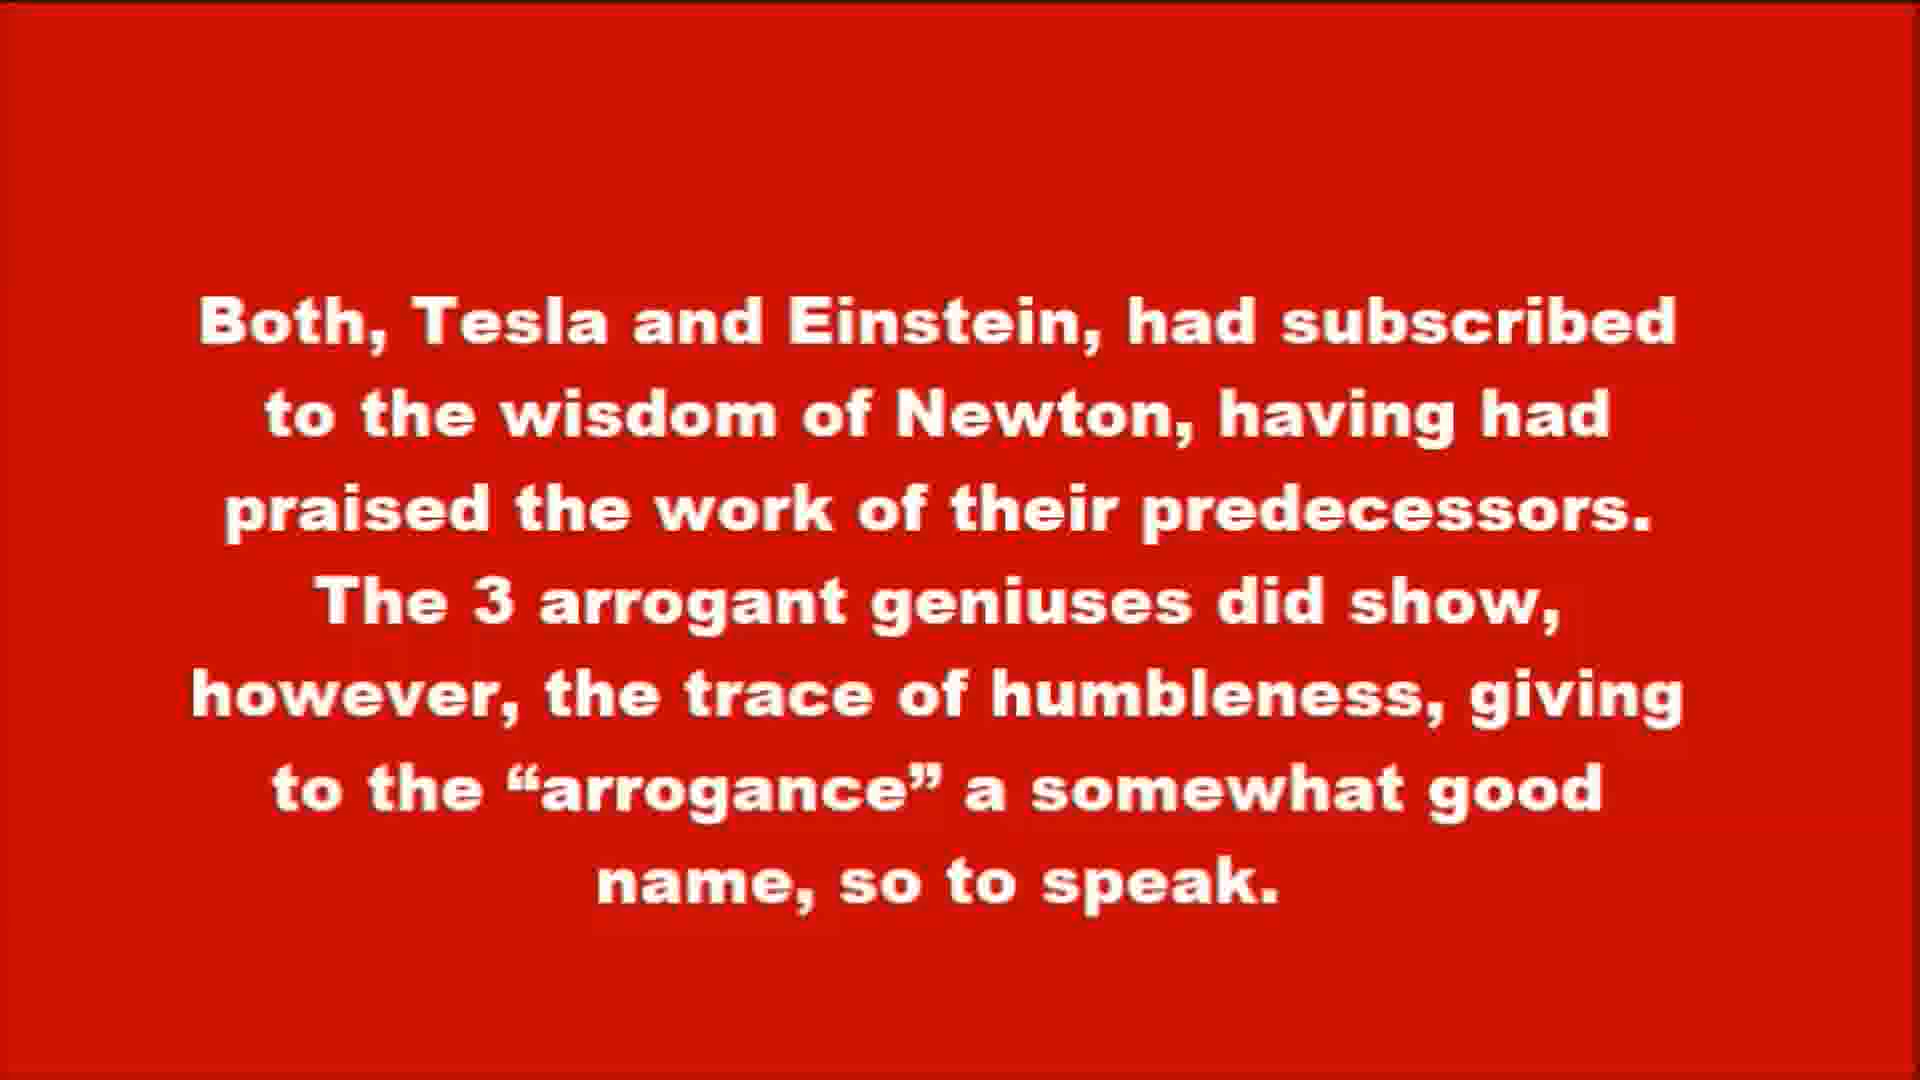 Both, Tesla and Einstein, had subscribed
to the wisdom of Newton, having had
praised the work of their predecessors.
The 3 arrogant geniuses did show,
however, the trace of humbleness, giving
to the “arrogance” a somewhat good
name, so to speak.